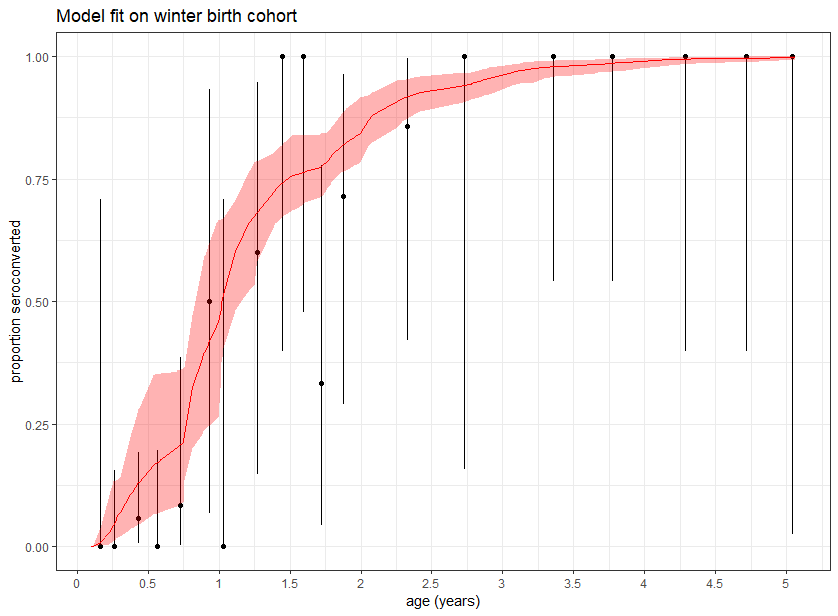 Model fit on winter birth cohort
1.00
0.75
0.50
0.25
0.00
proportion seroconverted
0 0.5 1 1.5 2 2.5 3 3.5 4 4.5 5
age (years)